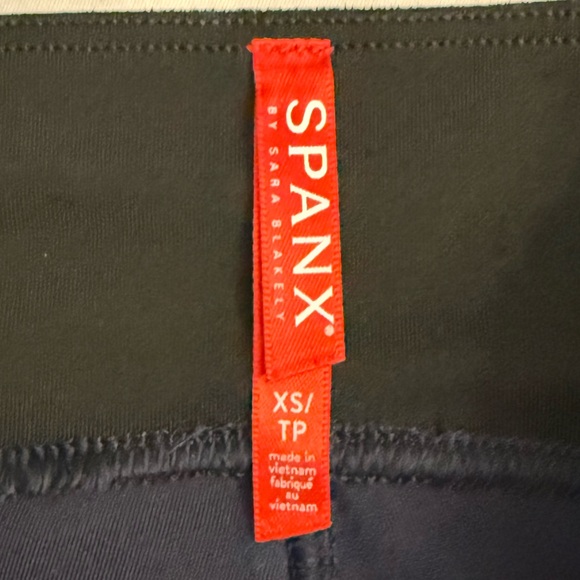 SPANX®
BY SARA BLAKELY
XS/
TP
made in
vietnam
fabriqué
au
vietnam